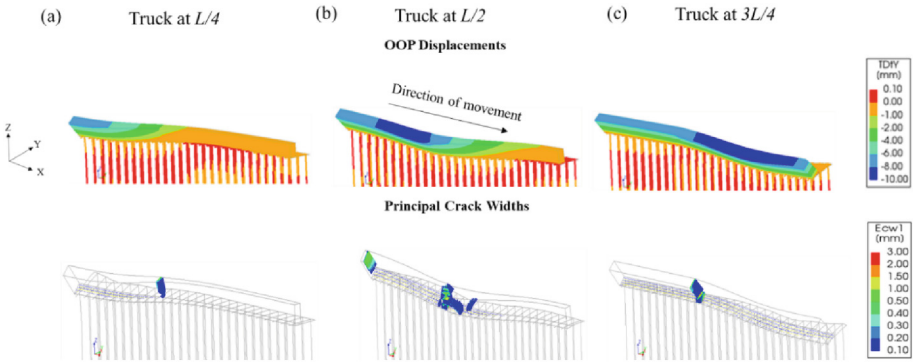 (a) Truck at L/4
(b) Truck at L/2
(c) Truck at 3L/4
OOP Displacements
Direction of movement
TDtY
(mm)
0.10
0.00
-2.00
-4.00
-6.00
-8.00
-10.00
Z
Y
X
Principal Crack Widths
Ecw1
(mm)
3.00
2.00
1.50
1.00
0.50
0.40
0.30
0.20
0.10